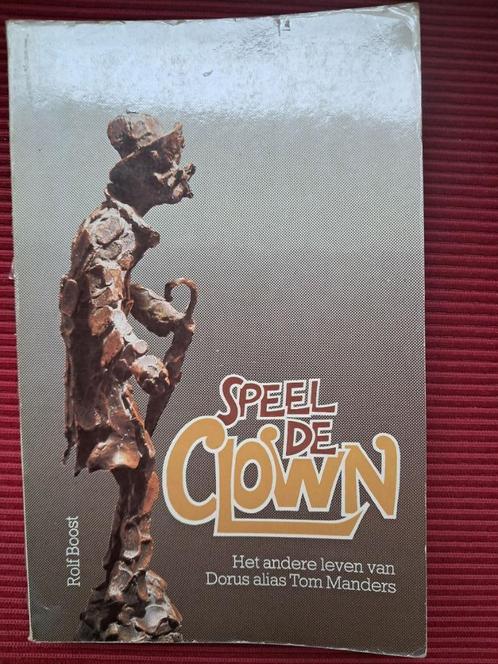 SPEEL
DE
CLOWN
Het andere leven van
Dorus alias Tom Manders
Rolf Boost